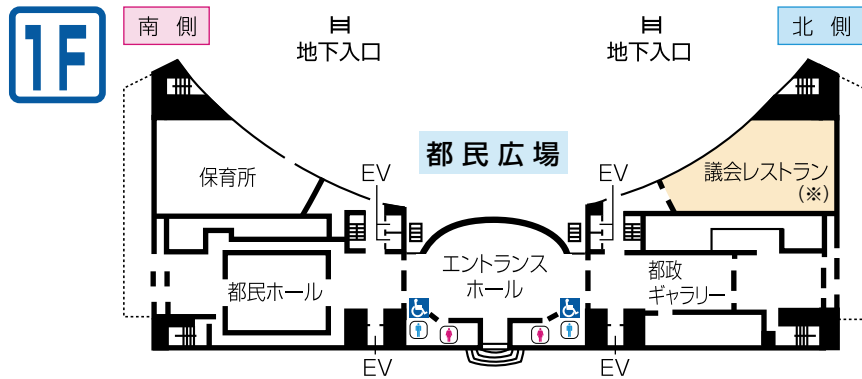 1F
南側
北側
地下入口
地下入口
都民広場
保育所
EV
EV
議会レストラン
(※)
エントランス
ホール
都民ホール
都政
ギャラリー
EV
EV